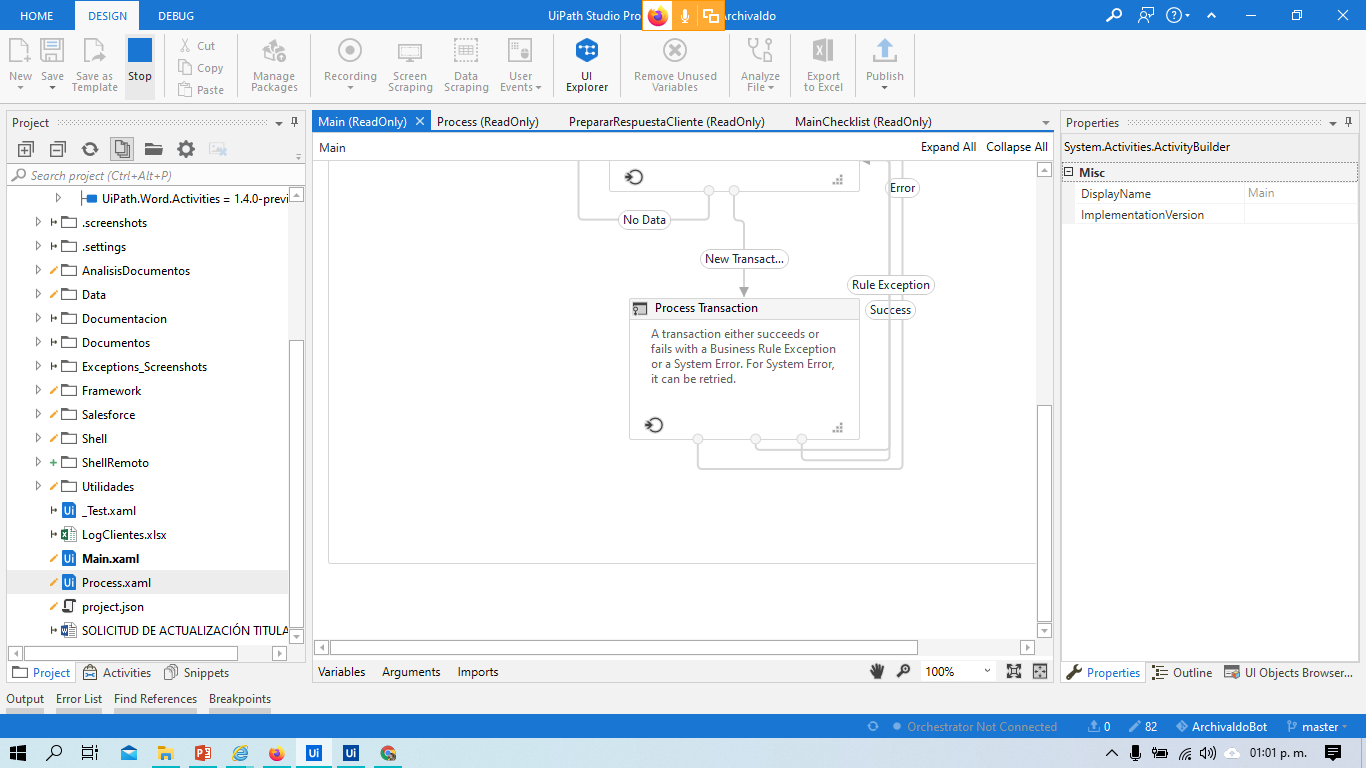 HOME DESIGN DEBUG
UiPath Studio Pro
Archivaldo
New
Save
Save as
Template
Stop
Cut
Copy
Paste
Manage
Packages
Recording
Screen
Scraping
Data
Scraping
User
Events
UI
Explorer
Remove Unused
Variables
Analyze
File
Export
to Excel
Publish
Project
Search project (Ctrl+Alt+P)
UiPath.Word.Activities = 1.4.0-previ
.screenshots
.settings
AnalisisDocumentos
Data
Documentacion
Documentos
Exceptions_Screenshots
Framework
Salesforce
Shell
ShellRemoto
Utilidades
_Test.xaml
LogClientes.xlsx
Main.xaml
Process.xaml
project.json
SOLICITUD DE ACTUALIZACIÓN TITULA
Project Activities Snippets
Main (ReadOnly) Process (ReadOnly) PrepararRespuestaCliente (ReadOnly) MainChecklist (ReadOnly)
Main
Expand All Collapse All
Error
No Data
New Transact...
Rule Exception
Success
Process Transaction
A transaction either succeeds or
fails with a Business Rule Exception
or a System Error. For System Error,
it can be retried.
Variables Arguments Imports
100%
Properties
System.Activities.ActivityBuilder
Misc
DisplayName Main
ImplementationVersion
Properties Outline UI Objects Browser...
Output Error List Find References Breakpoints
Orchestrator Not Connected 0 82 ArchivaldoBot master
01:01 p. m.